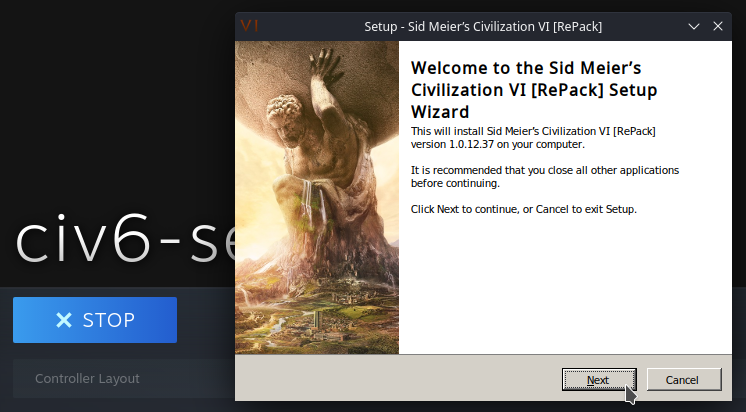 VI
Setup - Sid Meier's Civilization VI [RePack]
Welcome to the Sid Meier's
Civilization VI [RePack] Setup
Wizard
This will install Sid Meier's Civilization VI [RePack]
version 1.0.12.37 on your computer.
It is recommended that you close all other applications
before continuing.
Click Next to continue, or Cancel to exit Setup.
civ6-se
STOP
Controller Layout
Next
Cancel